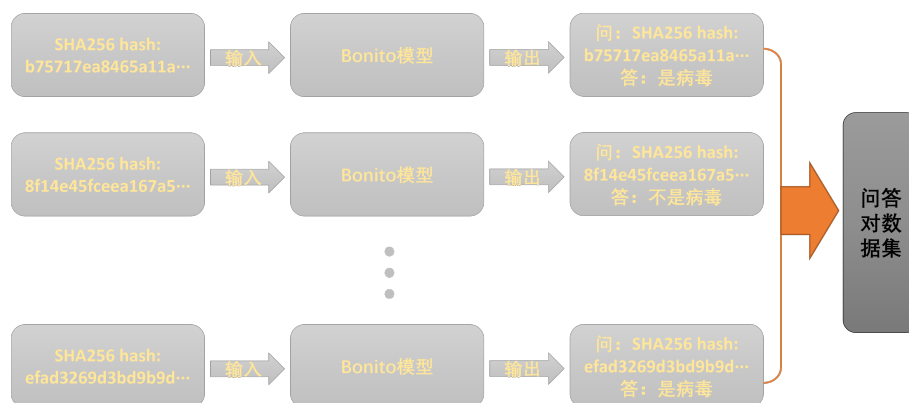 SHA256 hash:
b75717ea8465a11a…
输入
Bonito模型
输出
问：SHA256 hash:
b75717ea8465a11a…
答：是病毒
SHA256 hash:
8f14e45fceea167a5…
输入
Bonito模型
输出
问：SHA256 hash:
8f14e45fceea167a5…
答：不是病毒
SHA256 hash:
efad3269d3bd9b9d…
输入
Bonito模型
输出
问：SHA256 hash:
efad3269d3bd9b9d…
答：是病毒
问答
对数
据集